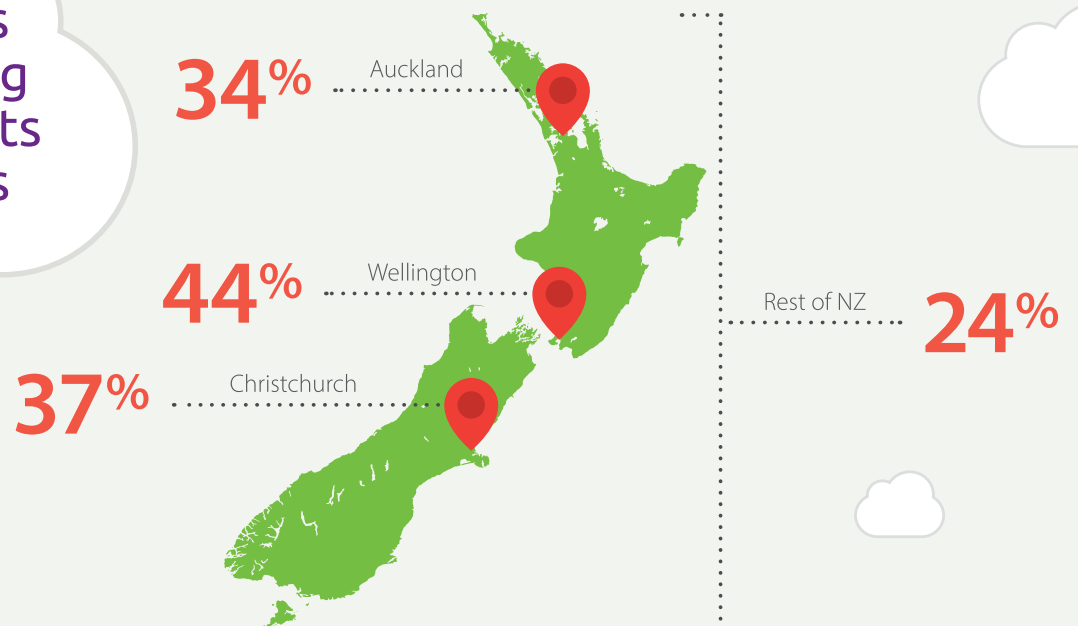 34%
Auckland
44%
Wellington
37%
Christchurch
Rest of NZ
24%